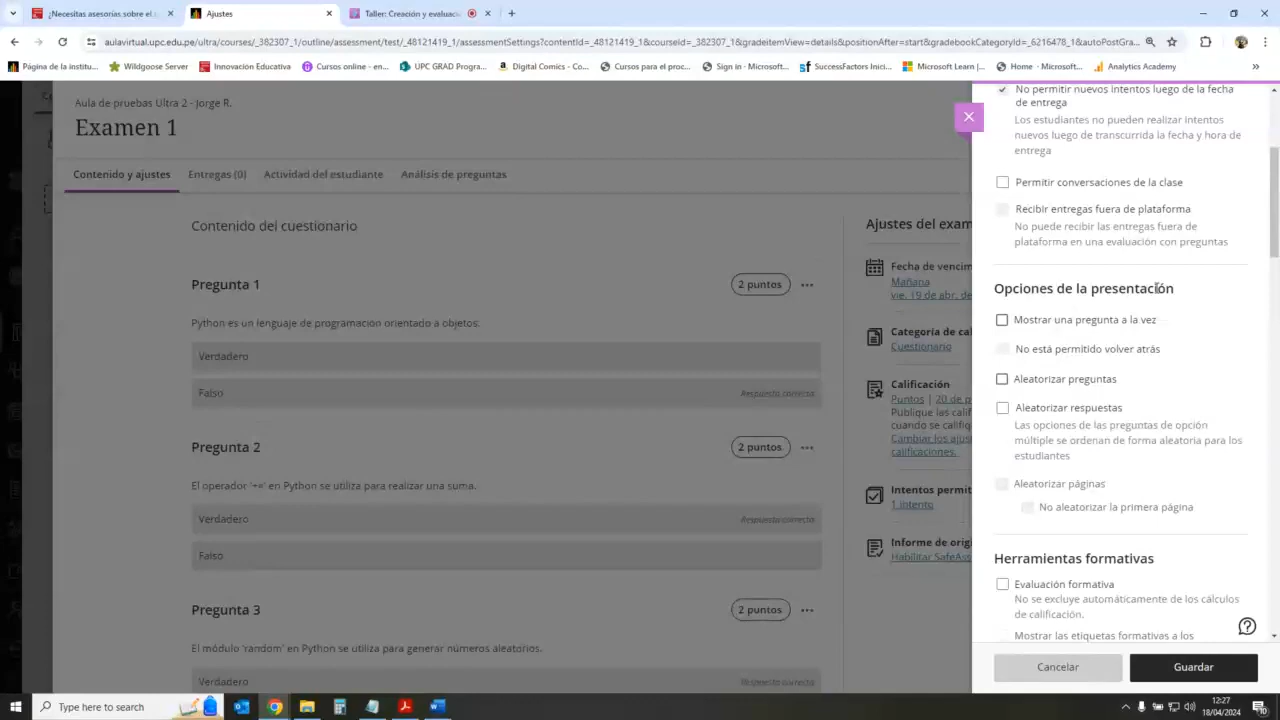 ¿Necesitas asesorías sobre el
Ajustes
Taller: Creación y evaluaci
aulavirtual.upc.edu.pe/ultra/courses/_382307_1/outline/assessment/test/_48121419_1/assessmentSettings?contentId=_48121419_1&courseId=_382307_1&gradeitemView=details&positionAfter=start&gradebookCategoryId=_6216478_1&autoPostGra...
Página de la institu...
Wildgoose Server
Innovación Educativa
Cursos online - en...
UPC GRAD Progra...
Digital Comics - Co...
Cursos para el proc...
Sign in - Microsoft...
SuccessFactors Inici...
Microsoft Learn |...
Home - Microsoft...
Analytics Academy
Aula de pruebas Ultra 2 - Jorge R.
Examen 1
Contenido y ajustes
Entregas (0)
Actividad del estudiante
Análisis de preguntas
Contenido del cuestionario
Pregunta 1
2 puntos
Python es un lenguaje de programación orientado a objetos.
Verdadero
Falso
Respuesta correcta
Pregunta 2
2 puntos
El operador '+=' en Python se utiliza para realizar una suma.
Verdadero
Respuesta correcta
Falso
Pregunta 3
2 puntos
El módulo 'random' en Python se utiliza para generar números aleatorios.
Verdadero
Respuesta correcta
Ajustes del exam
Fecha de vencim
Mañana
vie. 19 de abr. de
Categoría de cal
Cuestionario
Calificación
Puntos | 20 de p
Publique las calif
cuando se califiq
Cambiar los ajus
calificaciones.
Intentos permit
1 intento
Informe de origi
Habilitar SafeAss
No permitir nuevos intentos luego de la fecha
de entrega
Los estudiantes no pueden realizar intentos
nuevos luego de transcurrida la fecha y hora de
entrega
Permitir conversaciones de la clase
Recibir entregas fuera de plataforma
No puede recibir las entregas fuera de
plataforma en una evaluación con preguntas
Opciones de la presentación
Mostrar una pregunta a la vez
No está permitido volver atrás
Aleatorizar preguntas
Aleatorizar respuestas
Las opciones de las preguntas de opción
múltiple se ordenan de forma aleatoria para los
estudiantes
Aleatorizar páginas
No aleatorizar la primera página
Herramientas formativas
Evaluación formativa
No se excluye automáticamente de los cálculos
de calificación.
Mostrar las etiquetas formativas a los
Cancelar
Guardar
Type here to search
12:27
18/04/2024